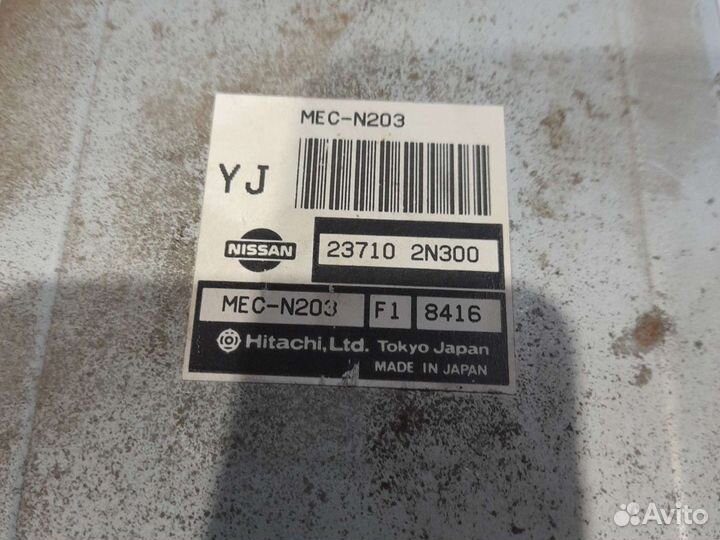 MEC-N203
YJ
NISSAN
23710 2N300
MEC-N203 F1 8416
Hitachi, Ltd. Tokyo Japan
MADE IN JAPAN
Avito